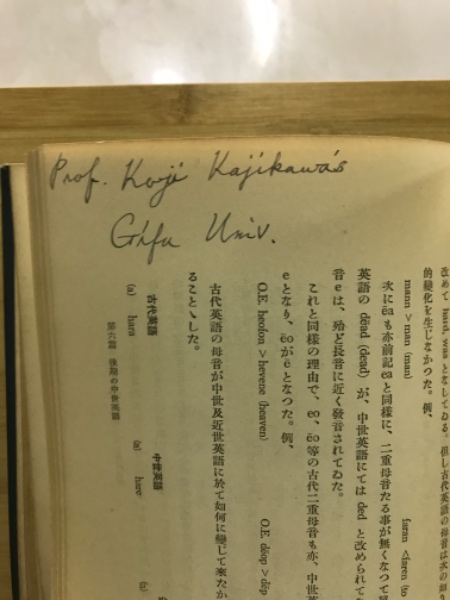 Prof. Koji Kajikawa's
Gifu Univ.
改めて hard, was となしてゐる。但し古代英語の母音は次の如り
的變化を生じなかつた。例、
mann > man (man)
faran < faren (to
次に ēa も亦前記 ea と同樣に、二重母音たる事が無くなつて
英語の dēad (dead) が、中世英語にては ded と改められて
音 e は、殆ど長音に近く發音されてゐた。
これと同樣の理由で、eo, ēo 等の古代二重母音も亦、中世英
e となり、ēo が ē となつた。例、
O.E. heofon > hevene (heaven)
O.E. dēop > dēp
古代英語の母音が中世及近世英語に於て如何に變じて來たか
ることゝした。
古代英語
中世英語
(a) hara
(a) hare
第六篇 後期の中世英語